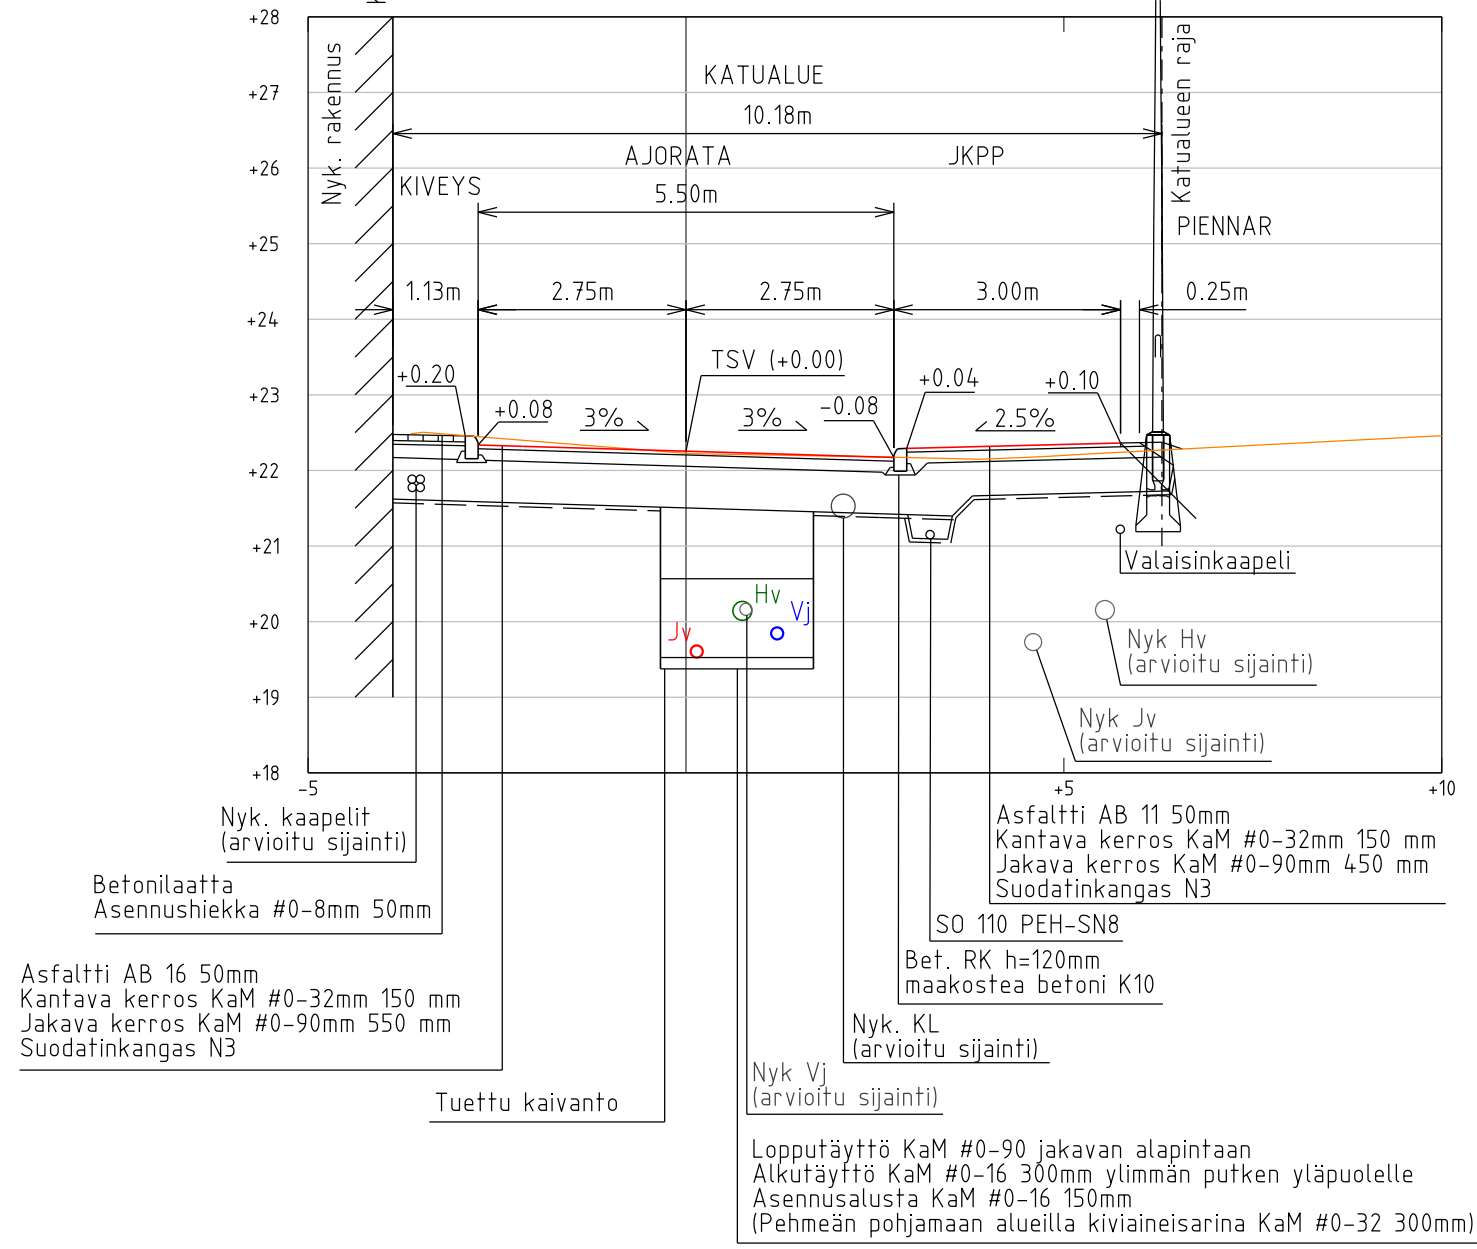 +28
+27
+26
+25
+24
+23
+22
+21
+20
+19
+18
-5
+5
+10
Nyk. rakennus
Katualueen raja
KATUALUE
10.18m
AJORATA
JKPP
KIVEYS
5.50m
PIENNAR
1.13m
2.75m
2.75m
3.00m
0.25m
TSV (+0.00)
+0.20
+0.08
3%
3%
-0.08
+0.04
+0.10
2.5%
Valaisinkaapeli
Hv
Vj
Jv
Nyk Hv
(arvioitu sijainti)
Nyk Jv
(arvioitu sijainti)
Nyk. kaapelit
(arvioitu sijainti)
Betonilaatta
Asennushiekka #0-8mm 50mm
Asfaltti AB 16 50mm
Kantava kerros KaM #0-32mm 150 mm
Jakava kerros KaM #0-90mm 550 mm
Suodatinkangas N3
Asfaltti AB 11 50mm
Kantava kerros KaM #0-32mm 150 mm
Jakava kerros KaM #0-90mm 450 mm
Suodatinkangas N3
SO 110 PEH-SN8
Bet. RK h=120mm
maakostea betoni K10
Nyk. KL
(arvioitu sijainti)
Nyk Vj
(arvioitu sijainti)
Tuettu kaivanto
Lopputäyttö KaM #0-90 jakavan alapintaan
Alkutäyttö KaM #0-16 300mm ylimmän putken yläpuolelle
Asennusalusta KaM #0-16 150mm
(Pehmeän pohjamaan alueilla kiviaineisarina KaM #0-32 300mm)